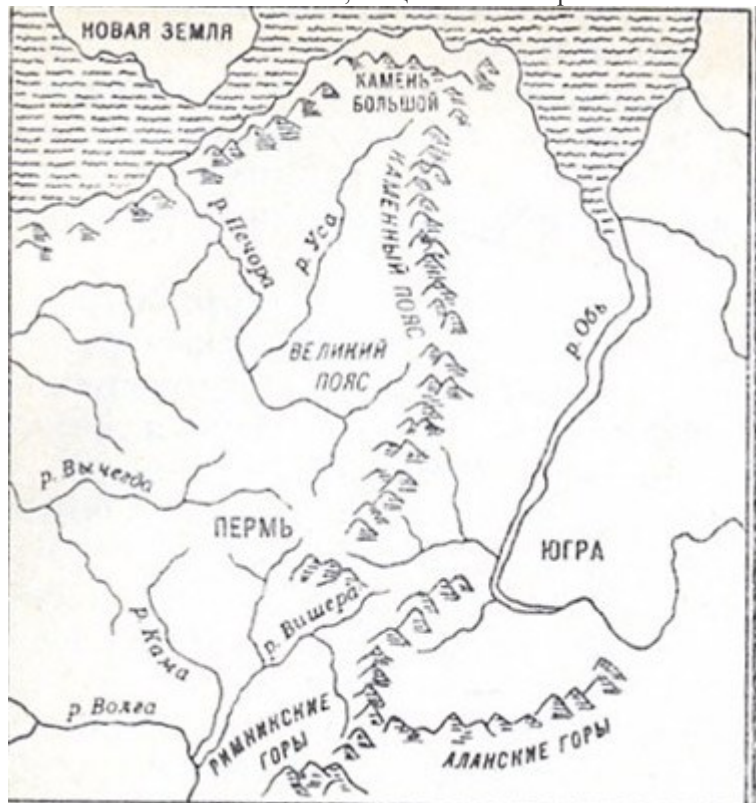 НОВАЯ ЗЕМЛЯ
КАМЕНЬ
БОЛЬШОЙ
р. Печора
р. Уса
КАМЕННЫЙ ПОЯС
р. Обь
ВЕЛИКИЙ
ПОЯС
р. Вычегда
ПЕРМЬ
ЮГРА
р. Кама
р. Вишера
р. Волга
РИМНИКСКИЕ
ГОРЫ
АЛАНСКИЕ ГОРЫ